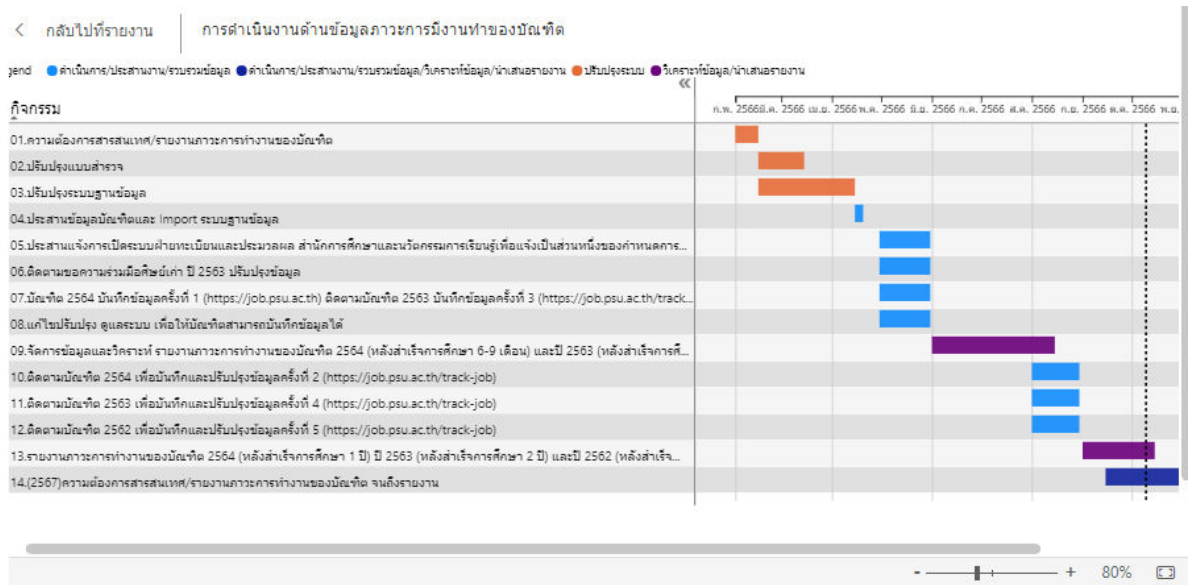 กลับไปที่รายงาน
การดำเนินงานด้านข้อมูลภาวะการมีงานทำของบัณฑิต
gend ดำเนินการ/ประสานงาน/รวบรวมข้อมูล ดำเนินการ/ประสานงาน/รวบรวมข้อมูล/วิเคราะห์ข้อมูล/นำเสนอรายงาน ปรับปรุงระบบ วิเคราะห์ข้อมูล/นำเสนอรายงาน
กิจกรรม
ก.พ. 2566 มี.ค. 2566 เม.ย. 2566 พ.ค. 2566 มิ.ย. 2566 ก.ค. 2566 ส.ค. 2566 ก.ย. 2566 ต.ค. 2566 พ.ย.
01.ความต้องการสารสนเทศ/รายงานภาวะการทำงานของบัณฑิต
02.ปรับปรุงแบบสำรวจ
03.ปรับปรุงระบบฐานข้อมูล
04.ประสานข้อมูลบัณฑิตและ Import ระบบฐานข้อมูล
05.ประสานแจ้งการเปิดระบบฝ่ายทะเบียนและประมวลผล สำนักการศึกษาและนวัตกรรมการเรียนรู้เพื่อแจ้งเป็นส่วนหนึ่งของกำหนดการ...
06.ติดตามขอความร่วมมือศิษย์เก่า ปี 2563 ปรับปรุงข้อมูล
07.บัณฑิต 2564 บันทึกข้อมูลครั้งที่ 1 (https://job.psu.ac.th) ติดตามบัณฑิต 2563 บันทึกข้อมูลครั้งที่ 3 (https://job.psu.ac.th/track...
08.แก้ไขปรับปรุง ดูแลระบบ เพื่อให้บัณฑิตสามารถบันทึกข้อมูลได้
09.จัดการข้อมูลและวิคราะห์ รายงานภาวะการทำงานของบัณฑิต 2564 (หลังสำเร็จการศึกษา 6-9 เดือน) และปี 2563 (หลังสำเร็จการศึ...
10.ติดตามบัณฑิต 2564 เพื่อบันทึกและปรับปรุงข้อมูลครั้งที่ 2 (https://job.psu.ac.th/track-job)
11.ติดตามบัณฑิต 2563 เพื่อบันทึกและปรับปรุงข้อมูลครั้งที่ 4 (https://job.psu.ac.th/track-job)
12.ติดตามบัณฑิต 2562 เพื่อบันทึกและปรับปรุงข้อมูลครั้งที่ 5 (https://job.psu.ac.th/track-job)
13.รายงานภาวะการทำงานของบัณฑิต 2564 (หลังสำเร็จการศึกษา 1 ปี) ปี 2563 (หลังสำเร็จการศึกษา 2 ปี) และปี 2562 (หลังสำเร็จ...
14.(2567)ความต้องการสารสนเทศ/รายงานภาวะการทำงานของบัณฑิต จนถึงรายงาน
80%